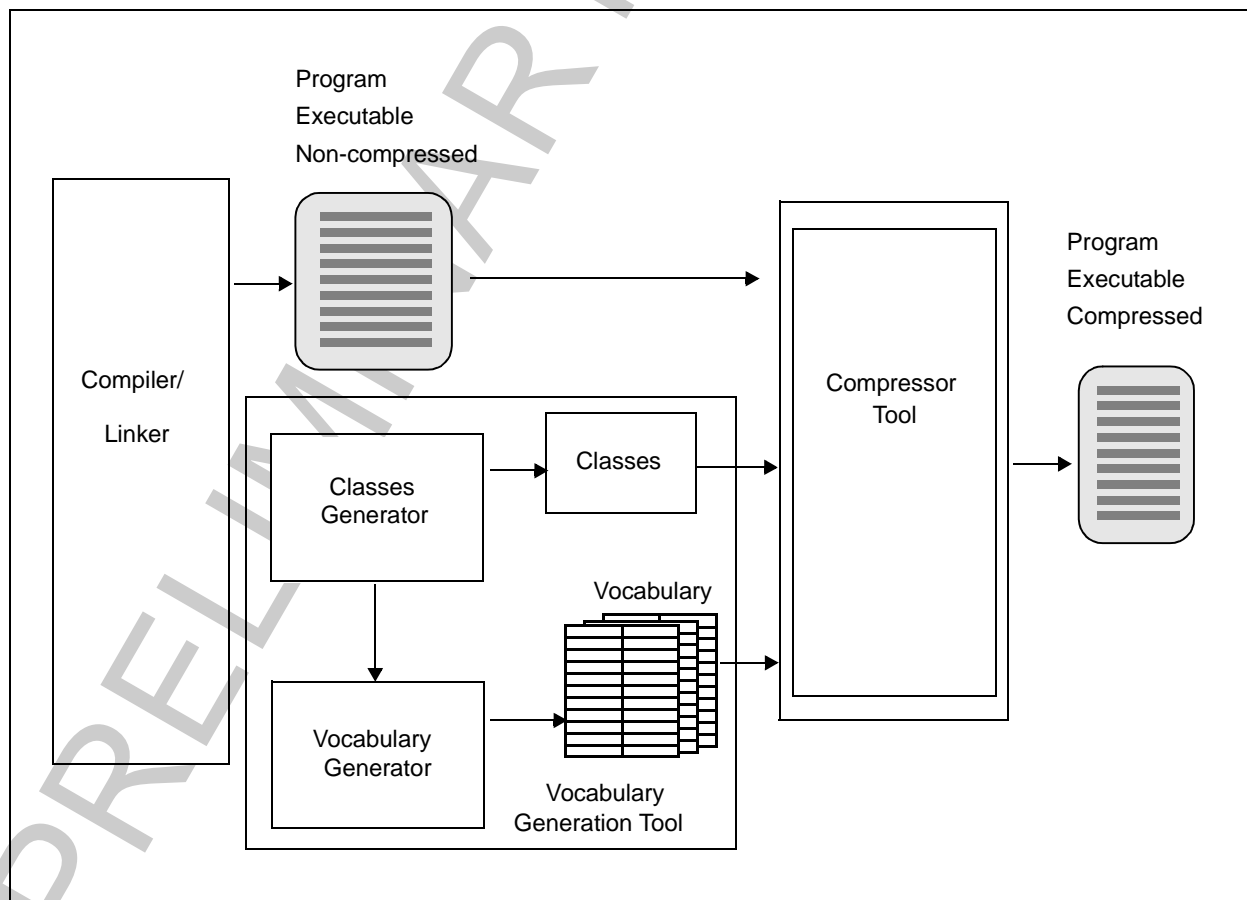 Program
Executable
Non-compressed
Program
Executable
Compressed
Compiler/
Linker
Compressor
Tool
Classes
Generator
Classes
Vocabulary
Vocabulary
Generator
Vocabulary
Generation Tool